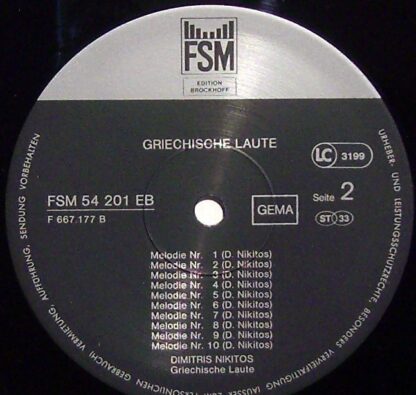 FSM
EDITION
BROCKHOFF
GRIECHISCHE LAUTE
LC 3199
FSM 54 201 EB
F 667.177 B
GEMA
Seite 2
ST 33
Melodie Nr. 1 (D. Nikitos)
Melodie Nr. 2 (D. Nikitos)
Melodie Nr. 3 (D. Nikitos)
Melodie Nr. 4 (D. Nikitos)
Melodie Nr. 5 (D. Nikitos)
Melodie Nr. 6 (D. Nikitos)
Melodie Nr. 7 (D. Nikitos)
Melodie Nr. 8 (D. Nikitos)
Melodie Nr. 9 (D. Nikitos)
Melodie Nr. 10 (D. Nikitos)
DIMITRIS NIKITOS
Griechische Laute
URHEBER- UND LEISTUNGSSCHUTZRECHTE, BESONDERS VERVIELFÄLTIGUNG (AUSSER ZUM PERSÖNLICHEN GEBRAUCH) VERMIETUNG, AUFFÜHRUNG, SENDUNG VORBEHALTEN